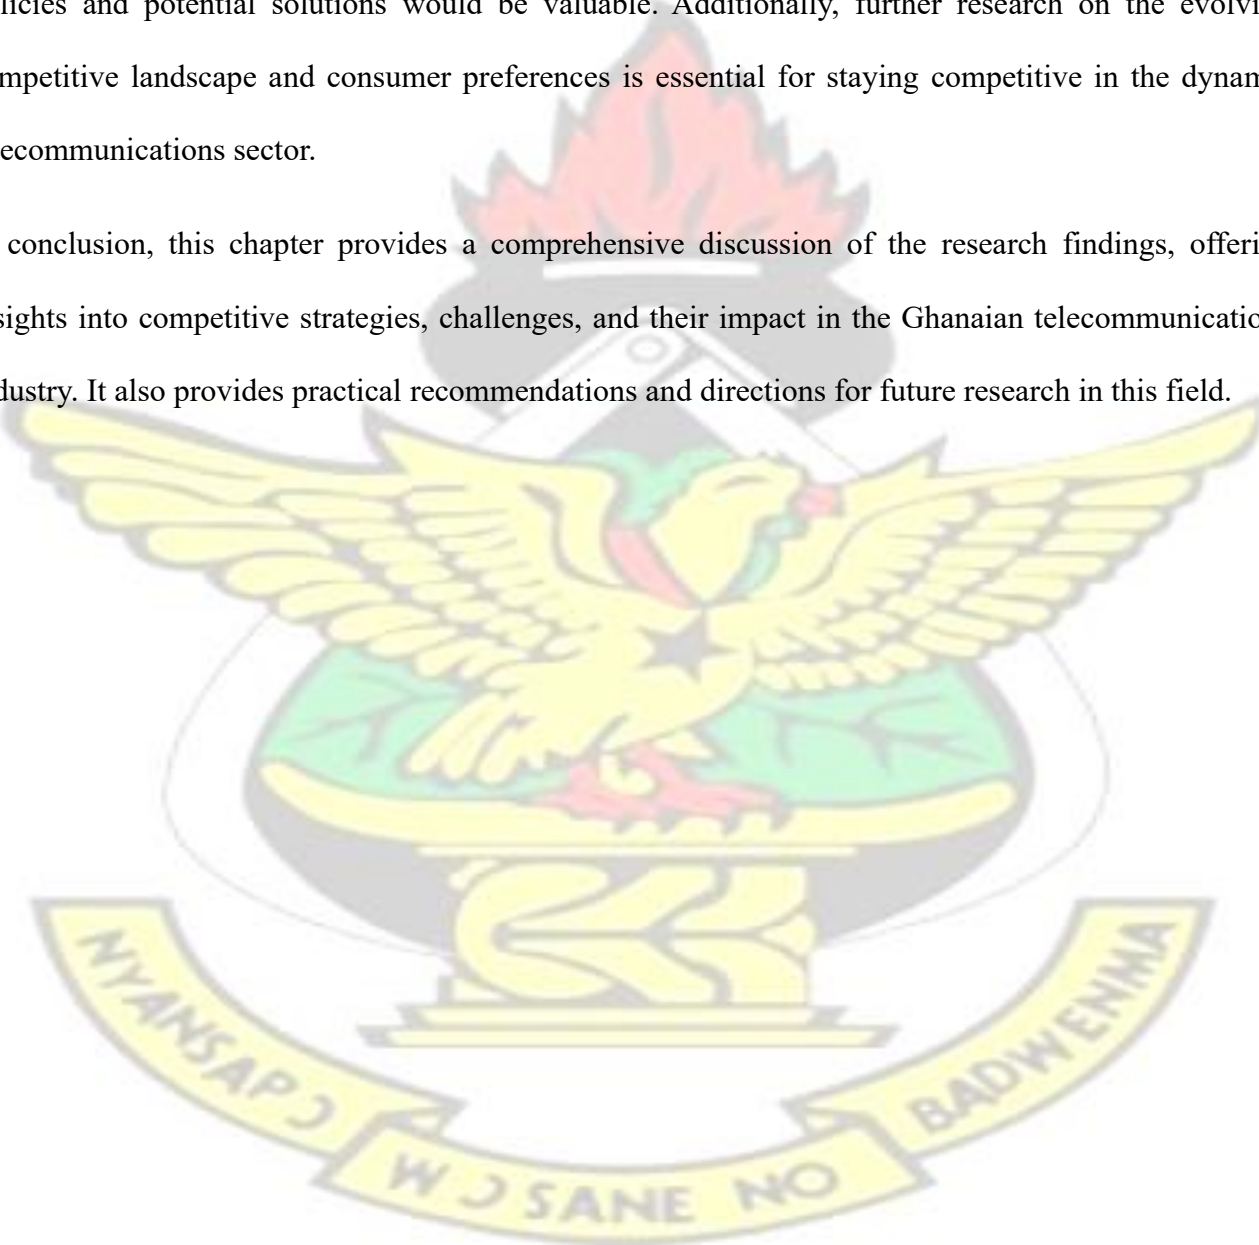 licies and potential solutions would be valuable. Additionally, further research on the evolvi
mpetitive landscape and consumer preferences is essential for staying competitive in the dynam
ecommunications sector.
conclusion, this chapter provides a comprehensive discussion of the research findings, offeri
sights into competitive strategies, challenges, and their impact in the Ghanaian telecommunicatio
dustry. It also provides practical recommendations and directions for future research in this field.
NYANSAPƆ
WƆSANE NO
BADWENMA